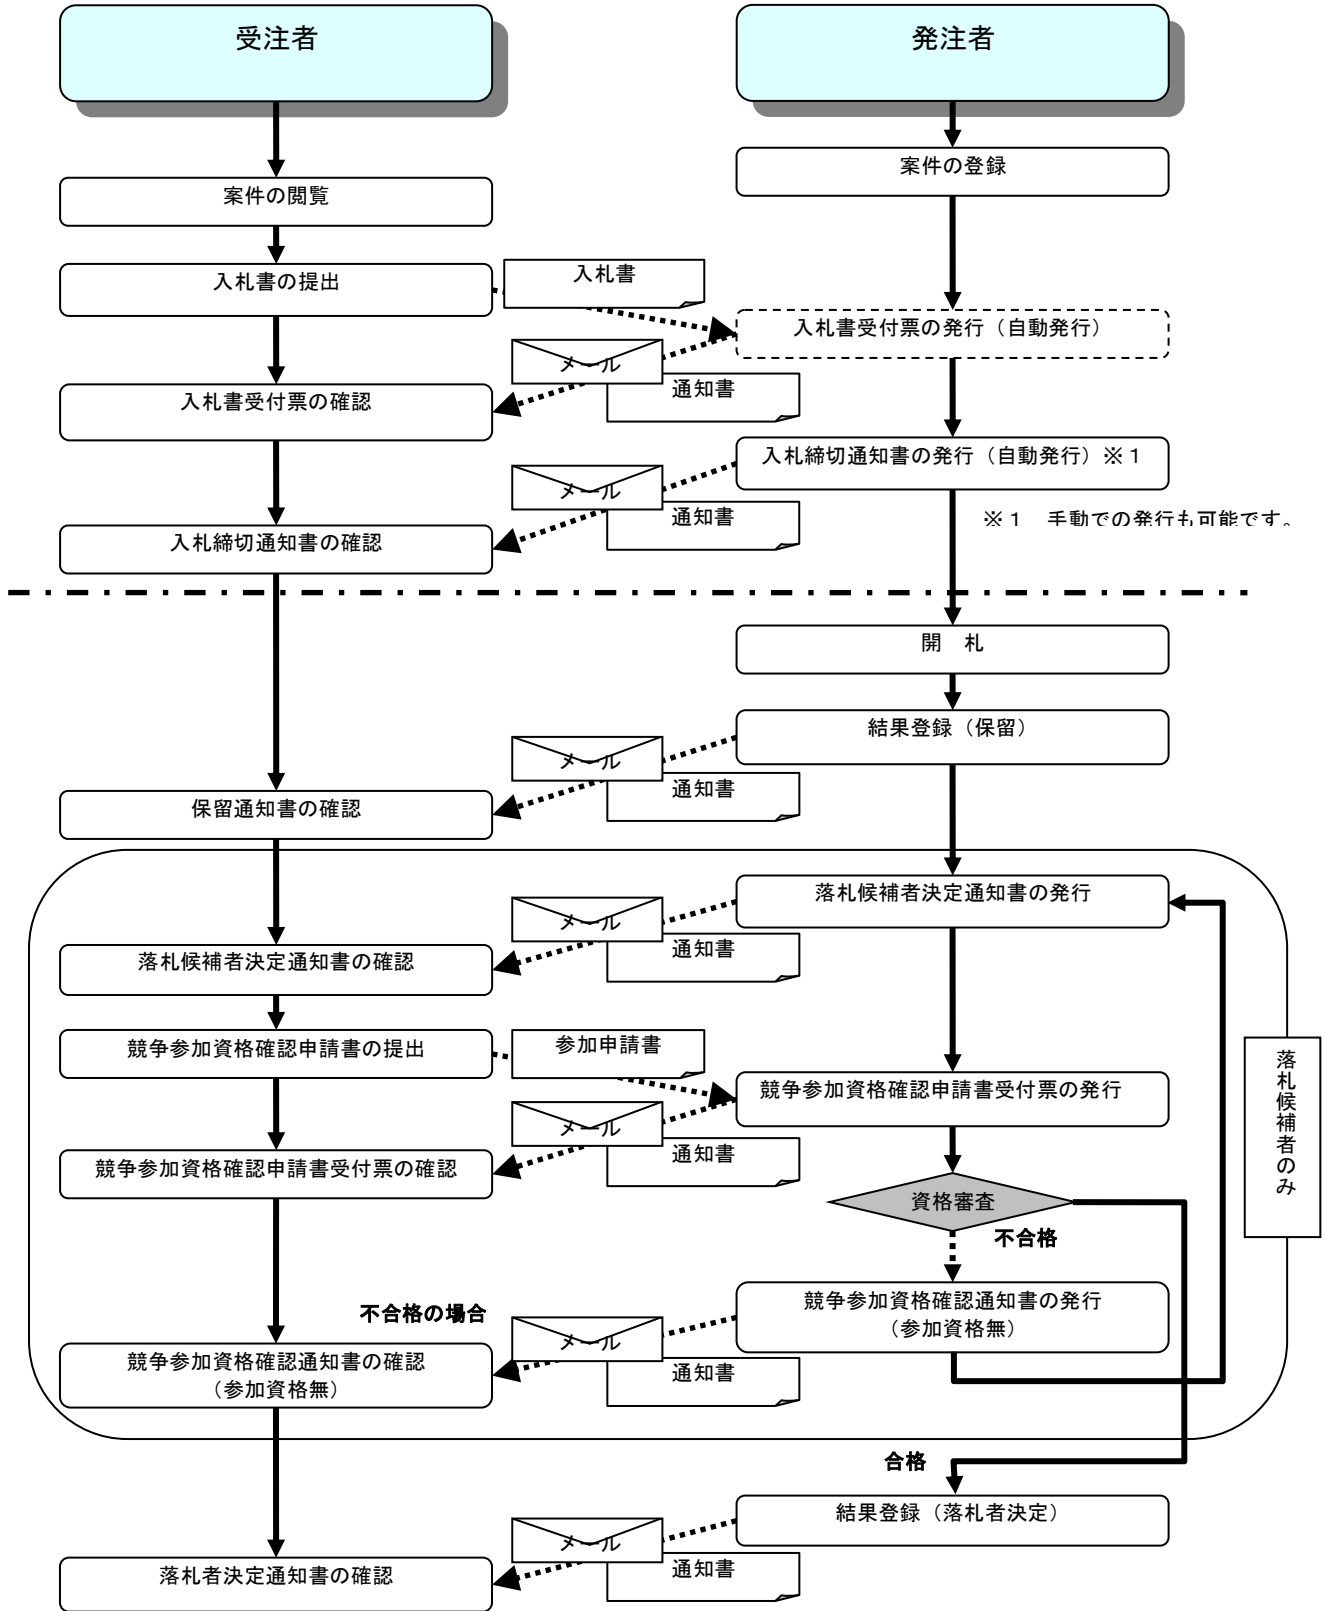 受注者
発注者
案件の登録
案件の閲覧
入札書の提出
入札書
入札書受付票の発行（自動発行）
メール
通知書
入札書受付票の確認
入札締切通知書の発行（自動発行）※１
メール
通知書
※１　手動での発行も可能です。
入札締切通知書の確認
開　札
結果登録（保留）
メール
通知書
保留通知書の確認
落札候補者決定通知書の発行
メール
通知書
落札候補者決定通知書の確認
競争参加資格確認申請書の提出
参加申請書
競争参加資格確認申請書受付票の発行
落札候補者のみ
メール
通知書
競争参加資格確認申請書受付票の確認
資格審査
不合格
競争参加資格確認通知書の発行
（参加資格無）
不合格の場合
メール
通知書
競争参加資格確認通知書の確認
（参加資格無）
合格
結果登録（落札者決定）
メール
通知書
落札者決定通知書の確認